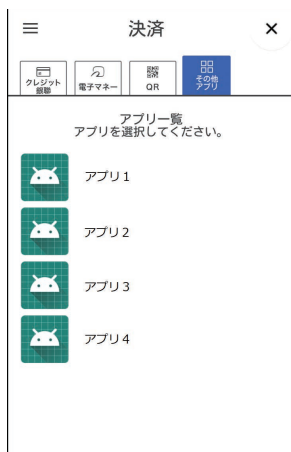 決済
クレジット
銀聯
電子マネー
QR
その他
アプリ
アプリ一覧
アプリを選択してください。
アプリ1
アプリ2
アプリ3
アプリ4